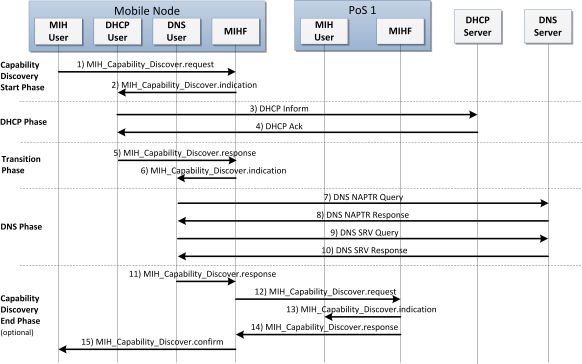 Mobile Node
PoS 1
MIH
User
DHCP
User
DNS
User
MIHF
MIH
User
MIHF
DHCP
Server
DNS
Server
Capability
Discovery
Start Phase
1) MIH_Capability_Discover.request
2) MIH_Capability_Discover.indication
DHCP Phase
3) DHCP Inform
4) DHCP Ack
Transition
Phase
5) MIH_Capability_Discover.response
6) MIH_Capability_Discover.indication
DNS Phase
7) DNS NAPTR Query
8) DNS NAPTR Response
9) DNS SRV Query
10) DNS SRV Response
Capability
Discovery
End Phase
(optional)
11) MIH_Capability_Discover.response
12) MIH_Capability_Discover.request
13) MIH_Capability_Discover.indication
14) MIH_Capability_Discover.response
15) MIH_Capability_Discover.confirm